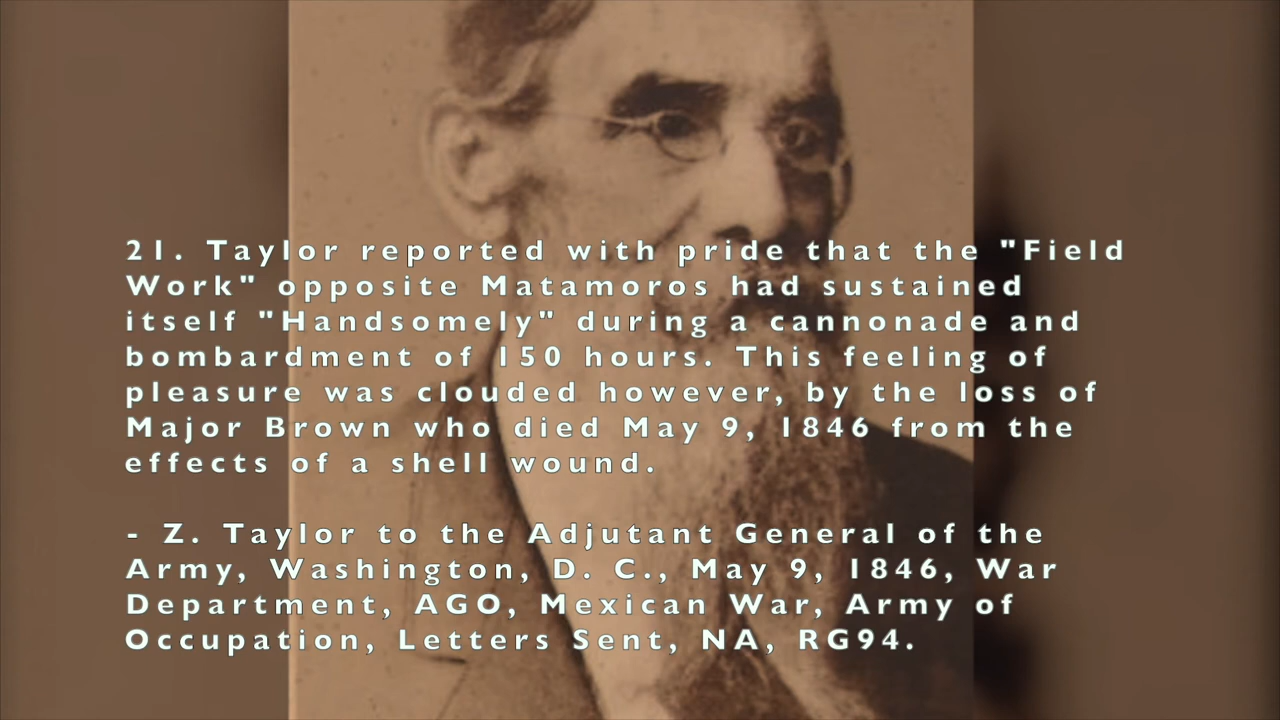 21. Taylor reported with pride that the "Field
Work" opposite Matamoros had sustained
itself "Handsomely" during a cannonade and
bombardment of 150 hours. This feeling of
pleasure was clouded however, by the loss of
Major Brown who died May 9, 1846 from the
effects of a shell wound.
- Z. Taylor to the Adjutant General of the
Army, Washington, D. C., May 9, 1846, War
Department, AGO, Mexican War, Army of
Occupation, Letters Sent, NA, RG94.